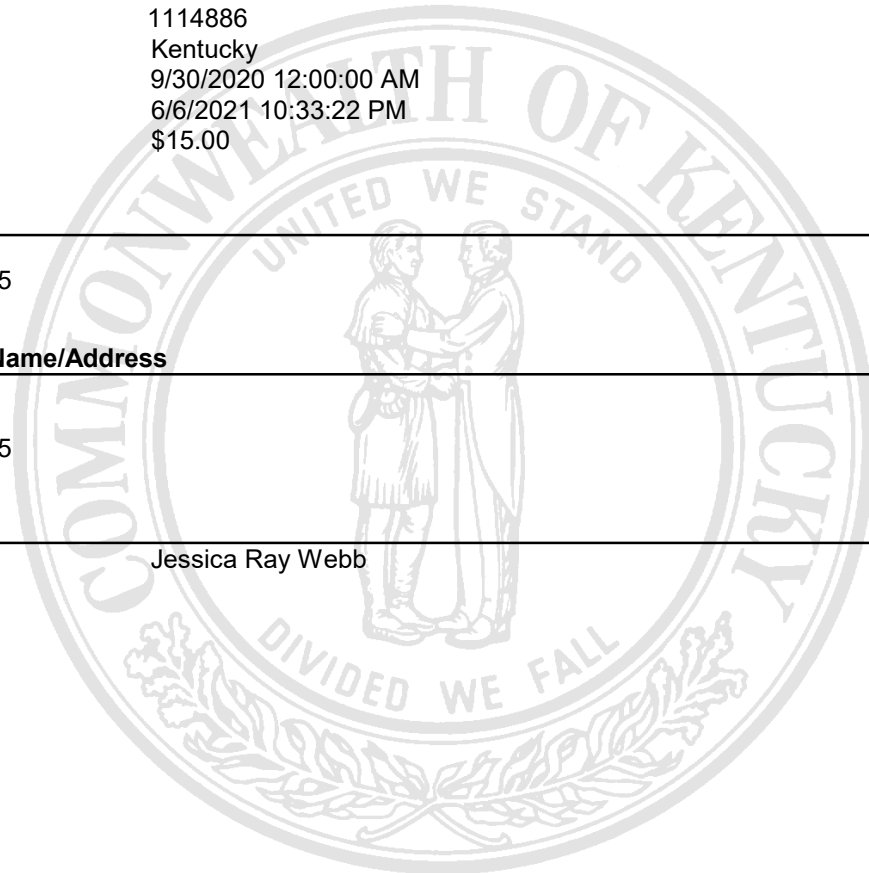 1114886
Kentucky
9/30/2020 12:00:00 AM
6/6/2021 10:33:22 PM
$15.00
5
Name/Address
5
Jessica Ray Webb
COMMONWEALTH OF KENTUCKY
UNITED WE STAND
DIVIDED WE FALL